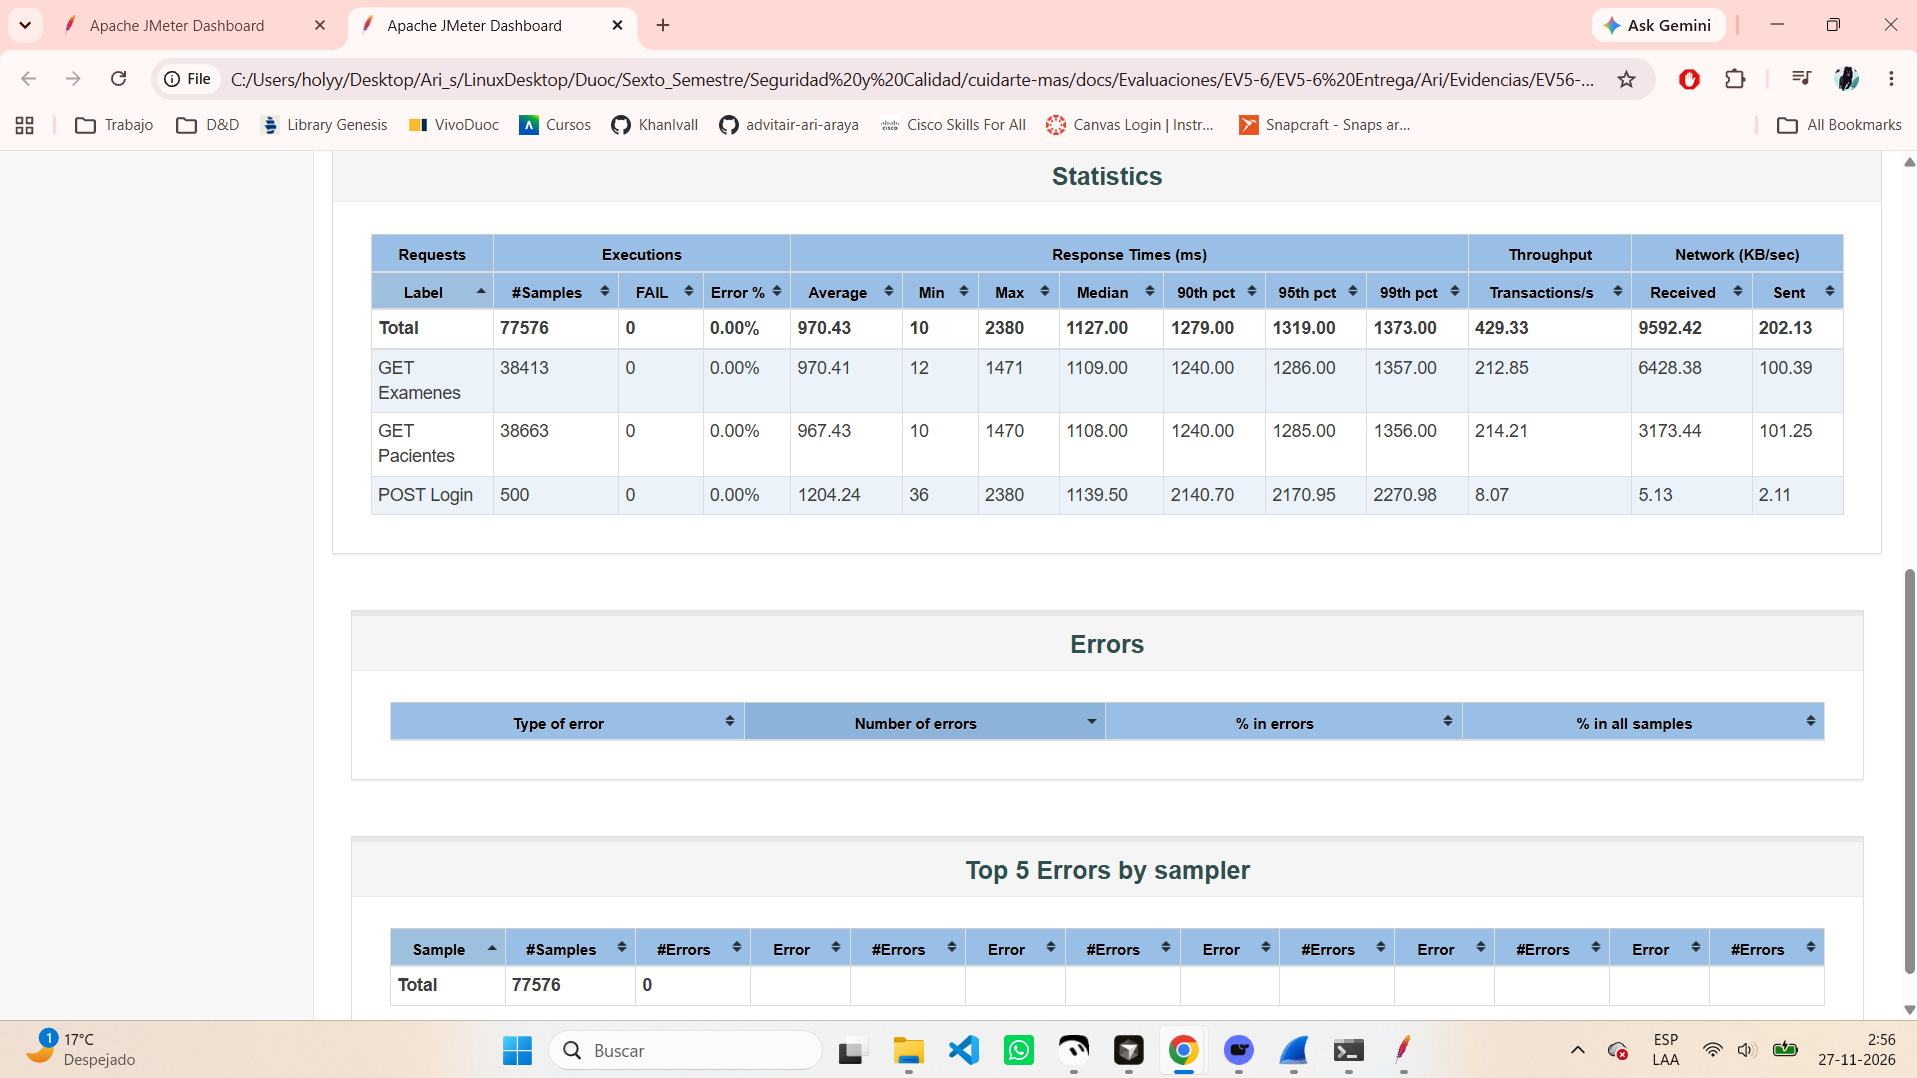 Apache JMeter Dashboard
Apache JMeter Dashboard
Ask Gemini
File
C:/Users/holyy/Desktop/Ari_s/LinuxDesktop/Duoc/Sexto_Semestre/Seguridad%20y%20Calidad/cuidarte-mas/docs/Evaluaciones/EV5-6/EV5-6%20Entrega/Ari/Evidencias/EV56-...
Trabajo D&D Library Genesis VivoDuoc Cursos Khanlvall advitair-ari-araya Cisco Skills For All Canvas Login | Instr... Snapcraft - Snaps ar... All Bookmarks
Statistics
Requests Executions Response Times (ms) Throughput Network (KB/sec)
Label #Samples FAIL Error % Average Min Max Median 90th pct 95th pct 99th pct Transactions/s Received Sent
Total 77576 0 0.00% 970.43 10 2380 1127.00 1279.00 1319.00 1373.00 429.33 9592.42 202.13
GET Examenes 38413 0 0.00% 970.41 12 1471 1109.00 1240.00 1286.00 1357.00 212.85 6428.38 100.39
GET Pacientes 38663 0 0.00% 967.43 10 1470 1108.00 1240.00 1285.00 1356.00 214.21 3173.44 101.25
POST Login 500 0 0.00% 1204.24 36 2380 1139.50 2140.70 2170.95 2270.98 8.07 5.13 2.11
Errors
Type of error Number of errors % in errors % in all samples
Top 5 Errors by sampler
Sample #Samples #Errors Error #Errors Error #Errors Error #Errors Error #Errors Error #Errors
Total 77576 0
1
17°C
Despejado
Buscar
ESP
LAA
2:56
27-11-2026